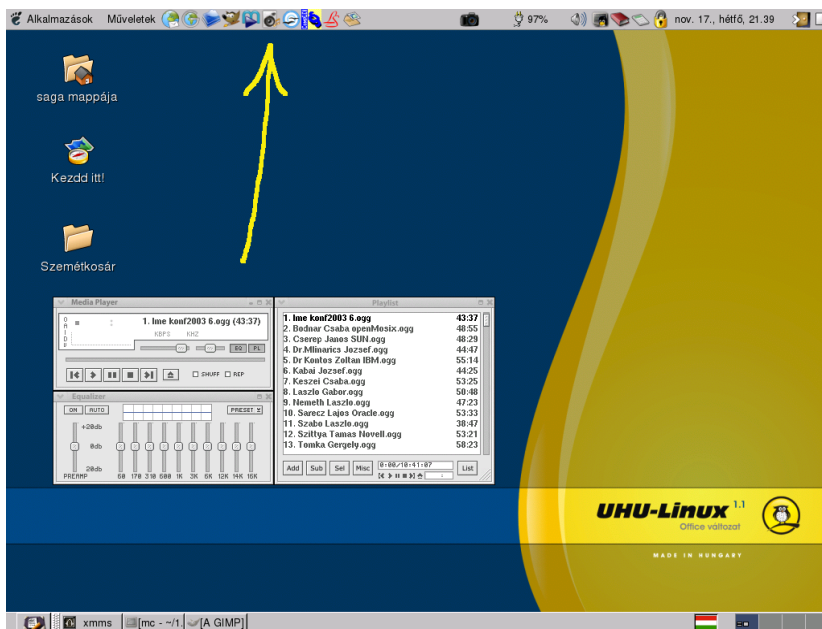 Alkalmazások Műveletek 97% nov. 17., hétfő, 21.39
saga mappája
Kezdd itt!
Szemétkosár
Media Player
O
A
I
D
1. lme konf2003 6.ogg (43:37)
KBPS KHZ
EQ PL
SHUFF REP
Equalizer
ON AUTO PRESET
+20db
0db
20db
PREAMP 60 170 310 600 1K 3K 6K 12K 14K 16K
Playlist
1. lme konf2003 6.ogg 43:37
2. Bodnar Csaba openMosix.ogg 48:55
3. Cserep Janos SUN.ogg 48:29
4. Dr.Mlinarics Jozsef.ogg 44:47
5. Dr Kontos Zoltan IBM.ogg 55:14
6. Kabai Jozsef.ogg 44:25
7. Keszei Csaba.ogg 53:25
8. Laszlo Gabor.ogg 50:48
9. Nemeth Laszlo.ogg 47:23
10. Sarecz Lajos Oracle.ogg 53:33
11. Szabo Laszlo.ogg 38:47
12. Szittya Tamas Novell.ogg 53:21
13. Tomka Gergely.ogg 58:23
Add Sub Sel Misc 0:00/10:41:07 List
UHU-Linux 1.1
Office változat
MADE IN HUNGARY
xmms [mc - ~/1. [A GIMP]